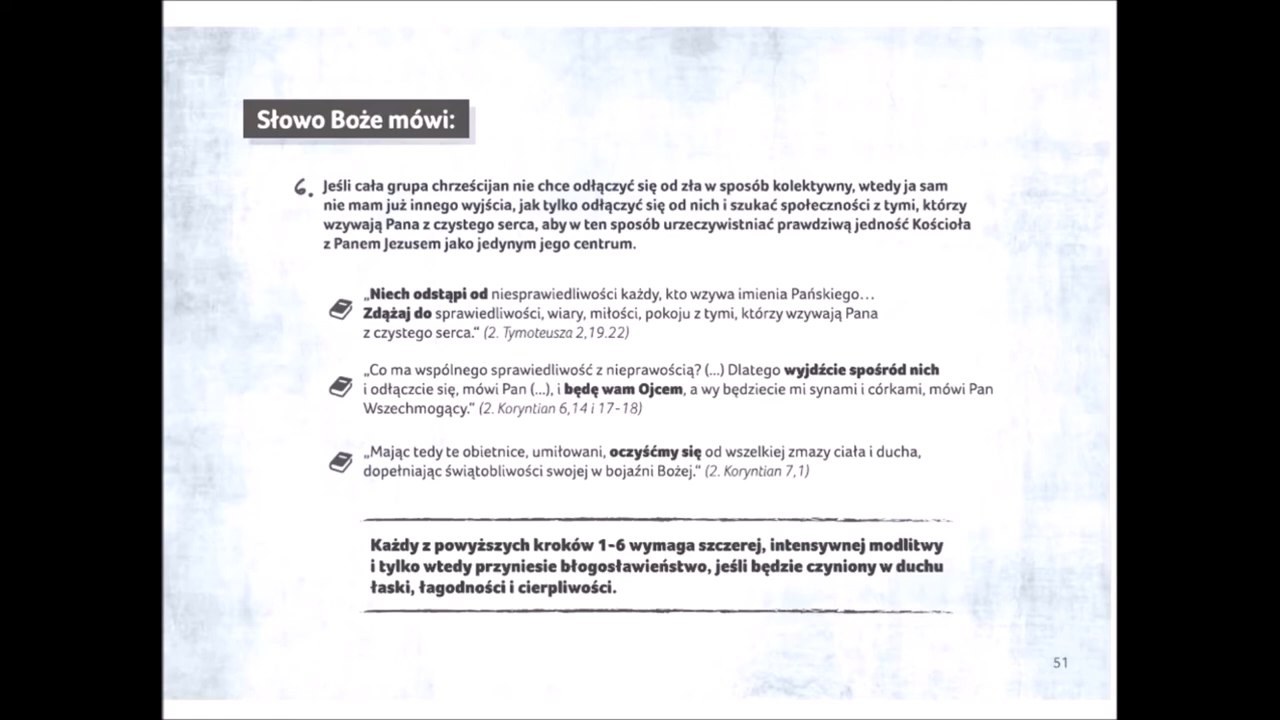 Słowo Boże mówi:
6. Jeśli cała grupa chrześcijan nie chce odłączyć się od zła w sposób kolektywny, wtedy ja sam
nie mam już innego wyjścia, jak tylko odłączyć się od nich i szukać społeczności z tymi, którzy
wzywają Pana z czystego serca, aby w ten sposób urzeczywistniać prawdziwą jedność Kościoła
z Panem Jezusem jako jedynym jego centrum.
„Niech odstąpi od niesprawiedliwości każdy, kto wzywa imienia Pańskiego…
Zdążaj do sprawiedliwości, wiary, miłości, pokoju z tymi, którzy wzywają Pana
z czystego serca.“ (2. Tymoteusza 2,19.22)
„Co ma wspólnego sprawiedliwość z nieprawością? (...) Dlatego wyjdźcie spośród nich
i odłączcie się, mówi Pan (...), i będę wam Ojcem, a wy będziecie mi synami i córkami, mówi Pan
Wszechmogący.“ (2. Koryntian 6,14 i 17-18)
„Mając tedy te obietnice, umiłowani, oczyśćmy się od wszelkiej zmazy ciała i ducha,
dopełniając świątobliwości swojej w bojaźni Bożej.“ (2. Koryntian 7,1)
Każdy z powyższych kroków 1-6 wymaga szczerej, intensywnej modlitwy
i tylko wtedy przyniesie błogosławieństwo, jeśli będzie czyniony w duchu
łaski, łagodności i cierpliwości.
51